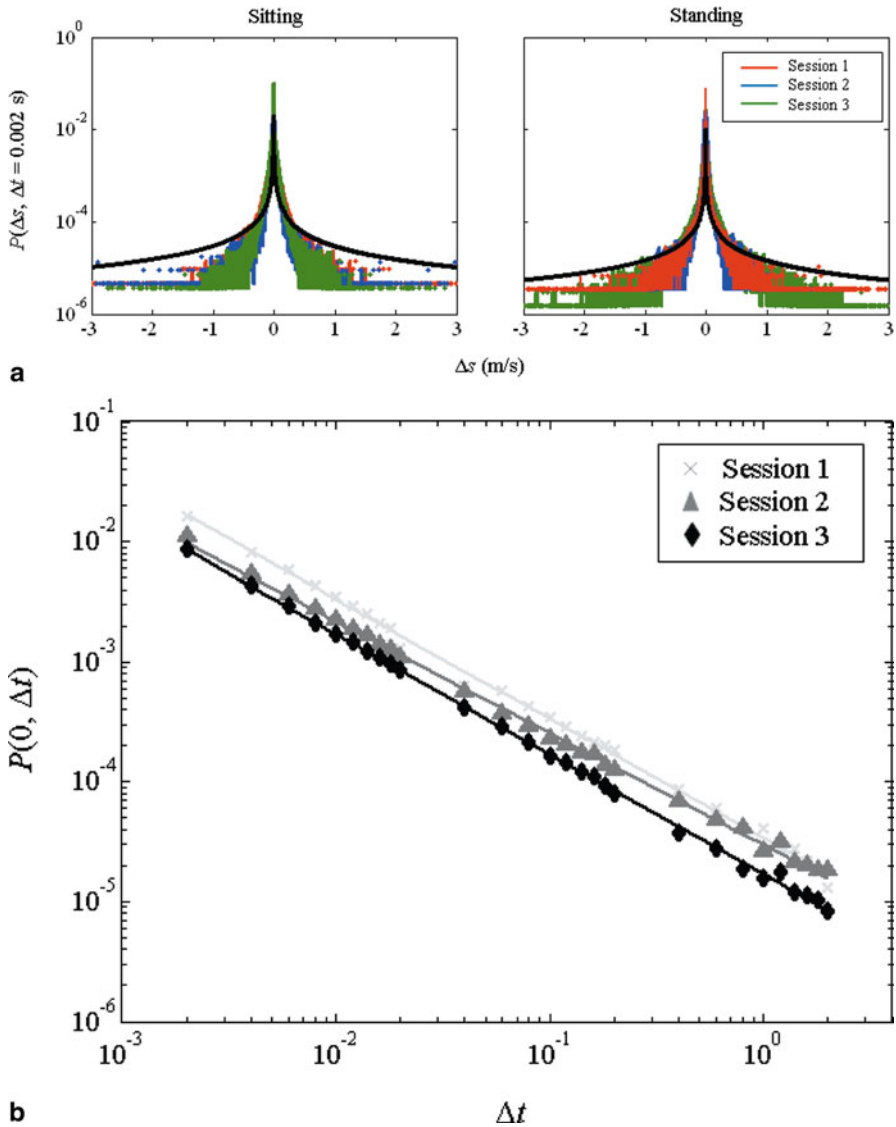 Sitting
Standing
P(Δs, Δt = 0.002 s)
10^0
10^-2
10^-4
10^-6
-3 -2 -1 0 1 2 3
-3 -2 -1 0 1 2 3
Session 1
Session 2
Session 3
Δs (m/s)
a
10^-1
10^-2
10^-3
10^-4
10^-5
10^-6
P(0, Δt)
Session 1
Session 2
Session 3
10^-3 10^-2 10^-1 10^0
Δt
b